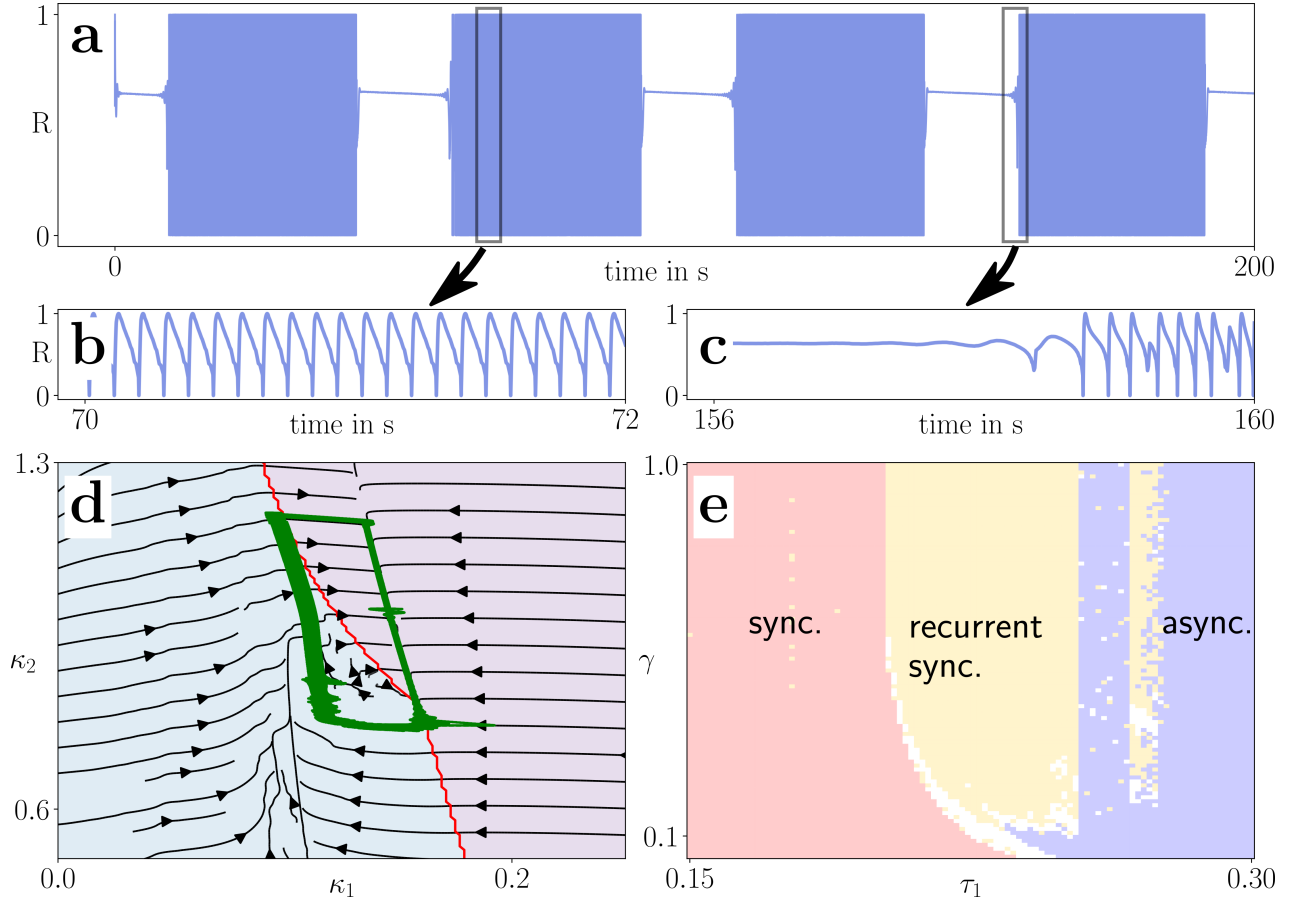 1
a
R
0
0
time in s
200
1
b
R
0
70
time in s
72
1
c
0
156
time in s
160
1.3
d
κ2
0.6
0.0
κ1
0.2
1.0
e
sync.
recurrent
sync.
async.
γ
0.1
0.15
τ1
0.30